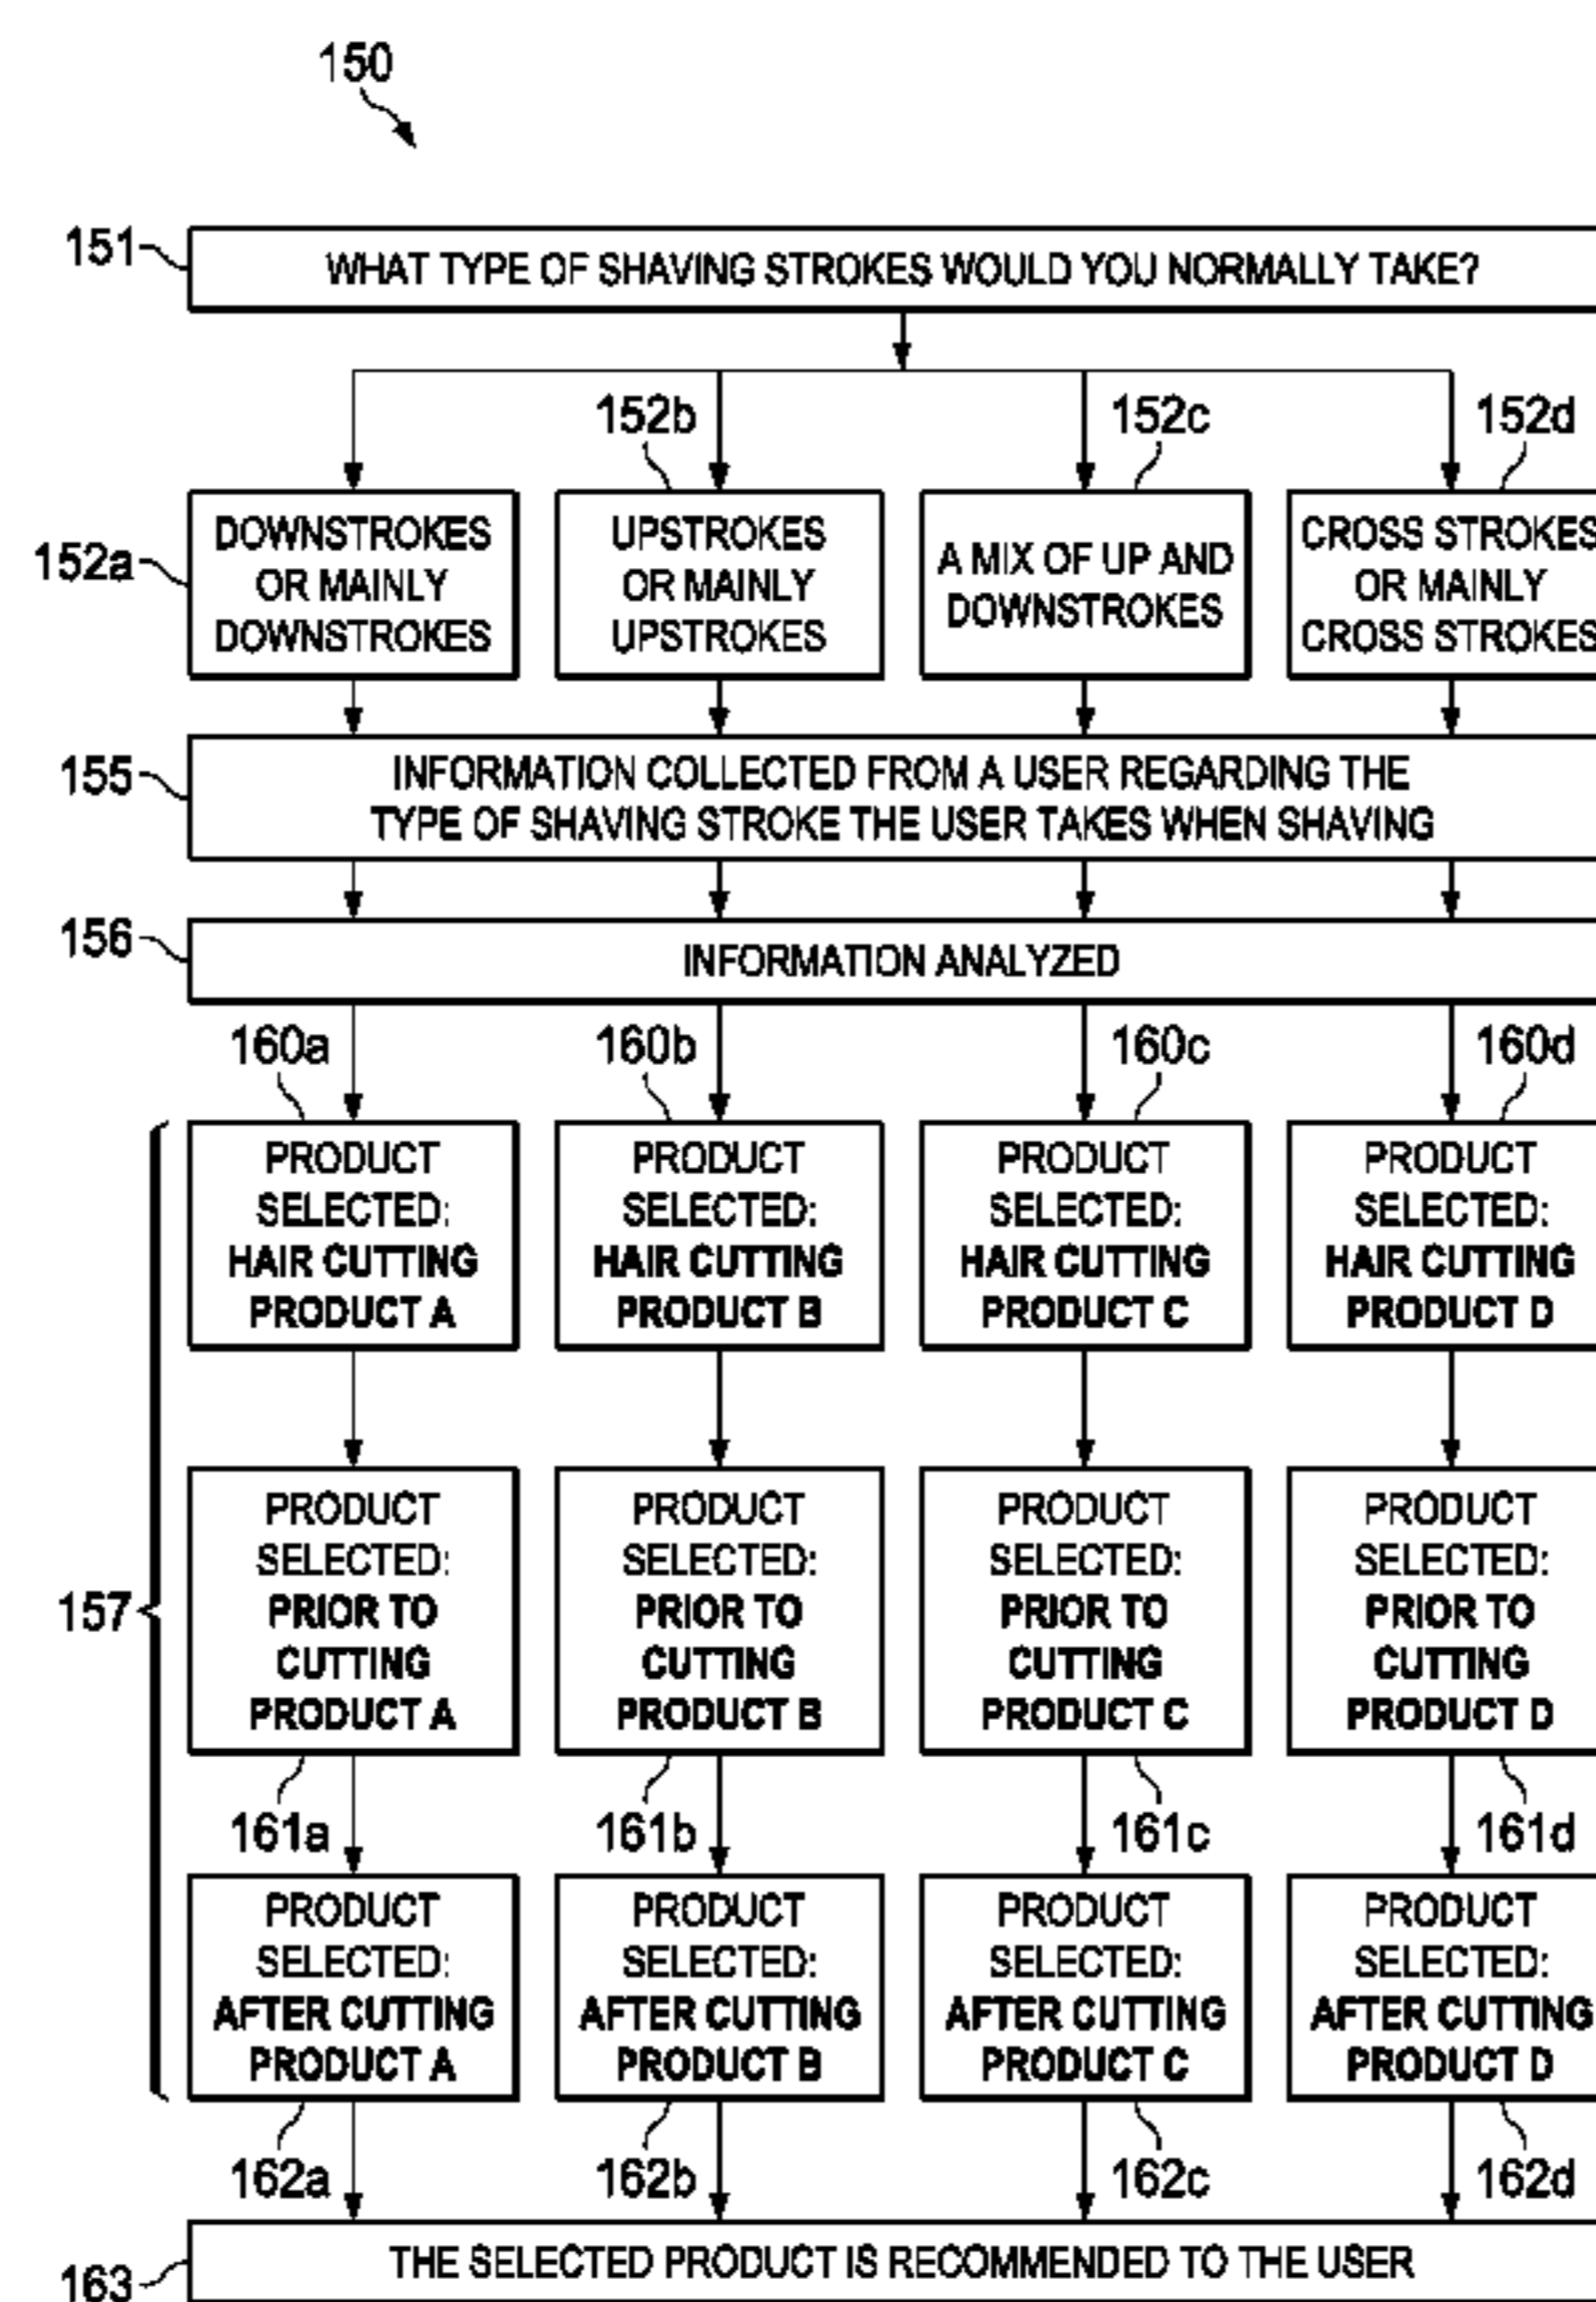 150
151
WHAT TYPE OF SHAVING STROKES WOULD YOU NORMALLY TAKE?
152b
152c
152d
152a
DOWNSTROKES
OR MAINLY
DOWNSTROKES
UPSTROKES
OR MAINLY
UPSTROKES
A MIX OF UP AND
DOWNSTROKES
CROSS STROKES
OR MAINLY
CROSS STROKES
155
INFORMATION COLLECTED FROM A USER REGARDING THE
TYPE OF SHAVING STROKE THE USER TAKES WHEN SHAVING
156
INFORMATION ANALYZED
160a
160b
160c
160d
157
PRODUCT
SELECTED:
HAIR CUTTING
PRODUCT A
PRODUCT
SELECTED:
HAIR CUTTING
PRODUCT B
PRODUCT
SELECTED:
HAIR CUTTING
PRODUCT C
PRODUCT
SELECTED:
HAIR CUTTING
PRODUCT D
PRODUCT
SELECTED:
PRIOR TO
CUTTING
PRODUCT A
PRODUCT
SELECTED:
PRIOR TO
CUTTING
PRODUCT B
PRODUCT
SELECTED:
PRIOR TO
CUTTING
PRODUCT C
PRODUCT
SELECTED:
PRIOR TO
CUTTING
PRODUCT D
161a
161b
161c
161d
PRODUCT
SELECTED:
AFTER CUTTING
PRODUCT A
PRODUCT
SELECTED:
AFTER CUTTING
PRODUCT B
PRODUCT
SELECTED:
AFTER CUTTING
PRODUCT C
PRODUCT
SELECTED:
AFTER CUTTING
PRODUCT D
162a
162b
162c
162d
163
THE SELECTED PRODUCT IS RECOMMENDED TO THE USER